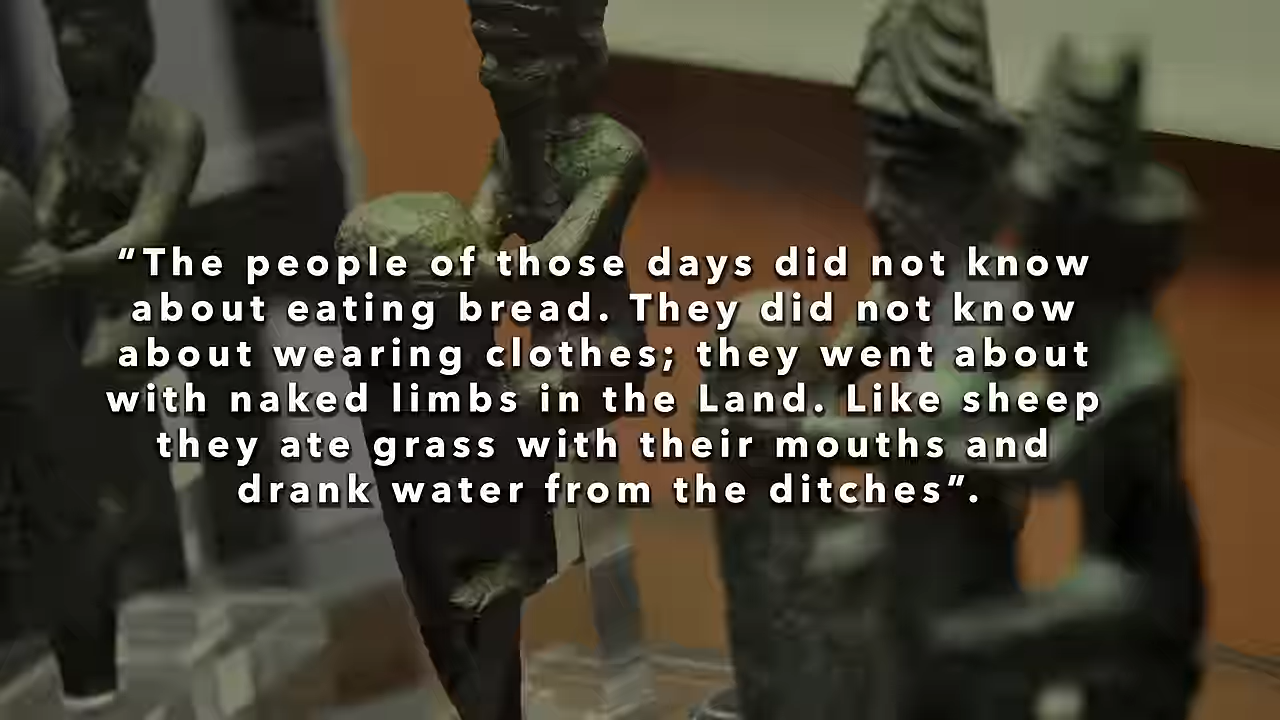 “The people of those days did not know
about eating bread. They did not know
about wearing clothes; they went about
with naked limbs in the Land. Like sheep
they ate grass with their mouths and
drank water from the ditches”.